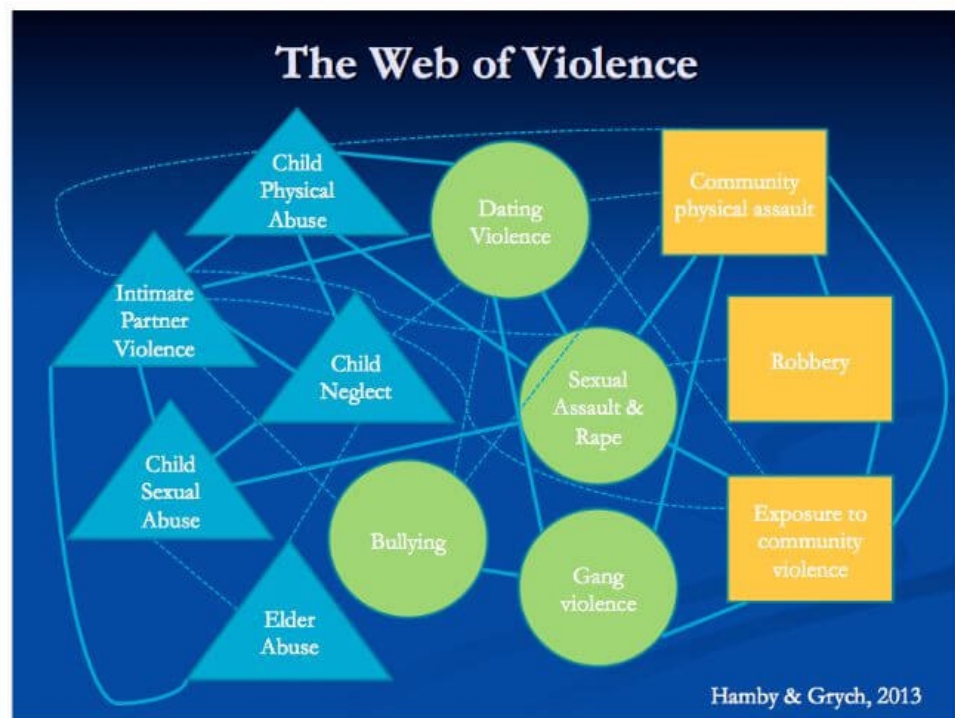 The Web of Violence
Child
Physical
Abuse
Dating
Violence
Community
physical assault
Intimate
Partner
Violence
Child
Neglect
Sexual
Assault &
Rape
Robbery
Child
Sexual
Abuse
Bullying
Exposure to
community
violence
Gang
violence
Elder
Abuse
Hamby & Grych, 2013